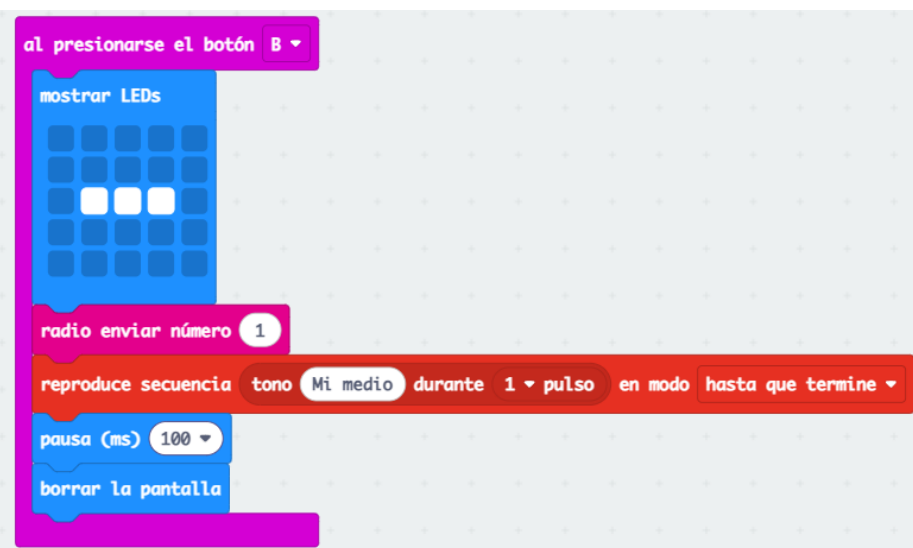 al presionarse el botón B
mostrar LEDs
radio enviar número 1
reproduce secuencia tono Mi medio durante 1 pulso en modo hasta que termine
pausa (ms) 100
borrar la pantalla